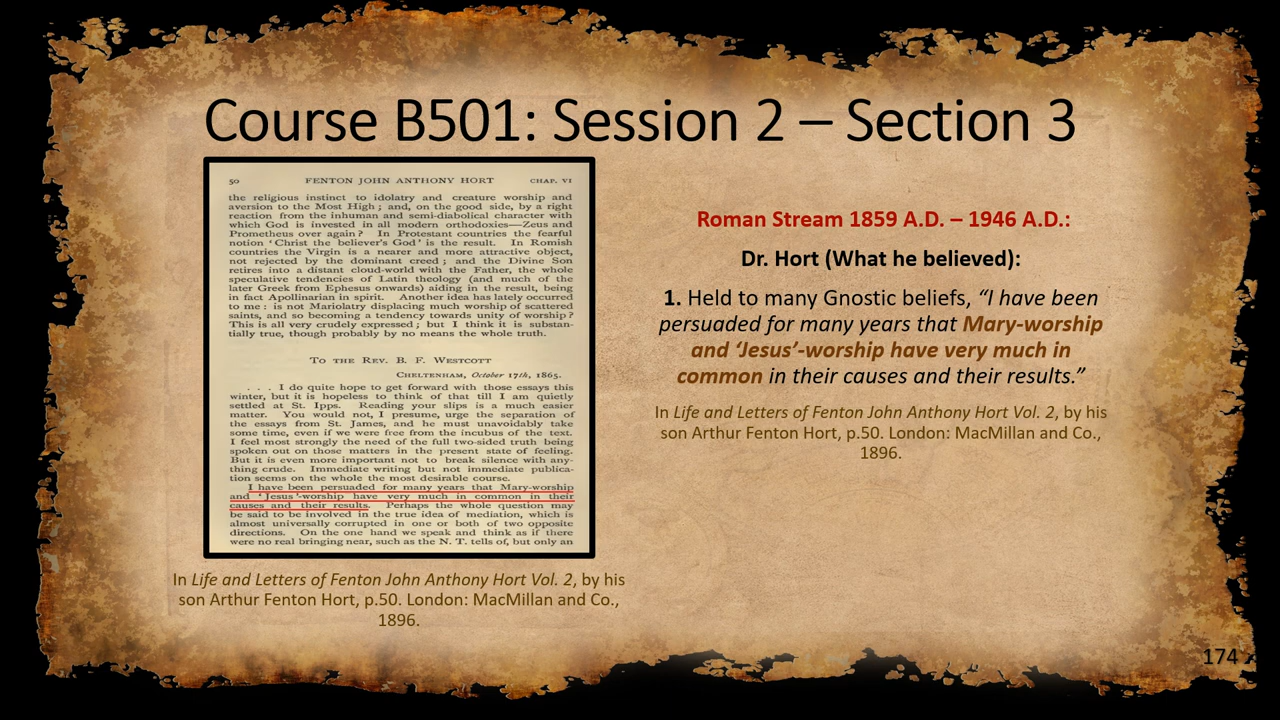 Course B501: Session 2 – Section 3
50 FENTON JOHN ANTHONY HORT CHAP. VI
the religious instinct to idolatry and creature worship and
aversion to the Most High ; and, on the good side, by a right
reaction from the inhuman and semi-diabolical character with
which God is invested in all modern orthodoxies—Zeus and
Prometheus over again ? In Protestant countries the fearful
notion ‘ Christ the believer's God ’ is the result. In Romish
countries the Virgin is a nearer and more attractive object,
not rejected by the dominant creed ; and the Divine Son
retires into a distant cloud-world with the Father, the whole
speculative tendencies of Latin theology (and much of the
later Greek from Ephesus onwards) aiding in the result, being
in fact Apollinarian in spirit. Another idea has lately occurred
to me : is not Mariolatry displacing much worship of scattered
saints, and so becoming a tendency towards unity of worship ?
This is all very crudely expressed ; but I think it is substan-
tially true, though probably by no means the whole truth.
To the Rev. B. F. Westcott
Cheltenham, October 17th, 1865.
. . . I do quite hope to get forward with those essays this
winter, but it is hopeless to think of that till I am quietly
settled at St. Ipps. Reading your slips is a much easier
matter. You would not, I presume, urge the separation of
the essays from St. James, and he must unavoidably take
some time, even if we were free from the incubus of the text.
I feel most strongly the need of the full two-sided truth being
spoken out on those matters in the present state of feeling.
But it is even more important not to break silence with any-
thing crude. Immediate writing but not immediate publica-
tion seems on the whole the most desirable course.
I have been persuaded for many years that Mary-worship
and ‘ Jesus ’-worship have very much in common in their
causes and their results. Perhaps the whole question may
be said to be involved in the true idea of mediation, which is
almost universally corrupted in one or both of two opposite
directions. On the one hand we speak and think as if there
were no real bringing near, such as the N. T. tells of, but only an
In Life and Letters of Fenton John Anthony Hort Vol. 2, by his
son Arthur Fenton Hort, p.50. London: MacMillan and Co.,
1896.
Roman Stream 1859 A.D. – 1946 A.D.:
Dr. Hort (What he believed):
1. Held to many Gnostic beliefs, “I have been
persuaded for many years that Mary-worship
and ‘Jesus’-worship have very much in
common in their causes and their results.”
In Life and Letters of Fenton John Anthony Hort Vol. 2, by his
son Arthur Fenton Hort, p.50. London: MacMillan and Co.,
1896.
174